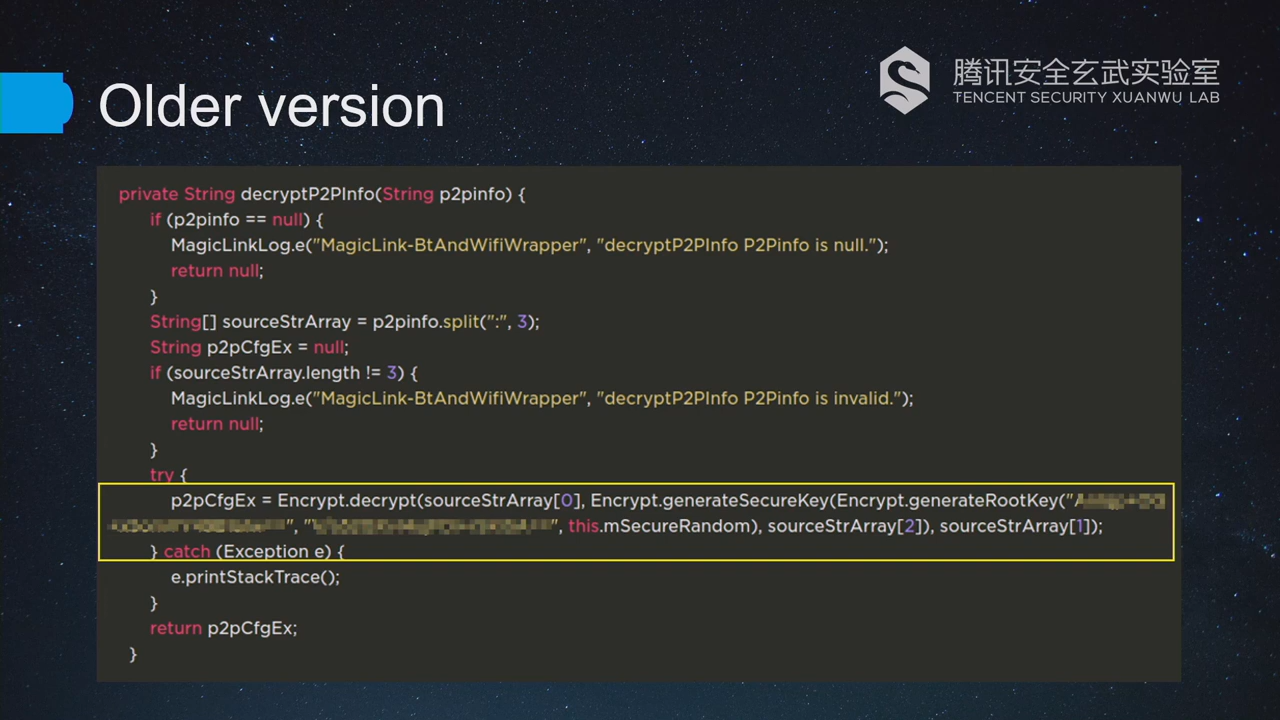 腾讯安全玄武实验室
TENCENT SECURITY XUANWU LAB
Older version
private String decryptP2PInfo(String p2pinfo) {
if (p2pinfo == null) {
MagicLinkLog.e("MagicLink-BtAndWifiWrapper", "decryptP2PInfo P2Pinfo is null.");
return null;
}
String[] sourceStrArray = p2pinfo.split(":", 3);
String p2pCfgEx = null;
if (sourceStrArray.length != 3) {
MagicLinkLog.e("MagicLink-BtAndWifiWrapper", "decryptP2PInfo P2Pinfo is invalid.");
return null;
}
try {
p2pCfgEx = Encrypt.decrypt(sourceStrArray[0], Encrypt.generateSecureKey(Encrypt.generateRootKey("
", "", this.mSecureRandom), sourceStrArray[2]), sourceStrArray[1]);
} catch (Exception e) {
e.printStackTrace();
}
return p2pCfgEx;
}